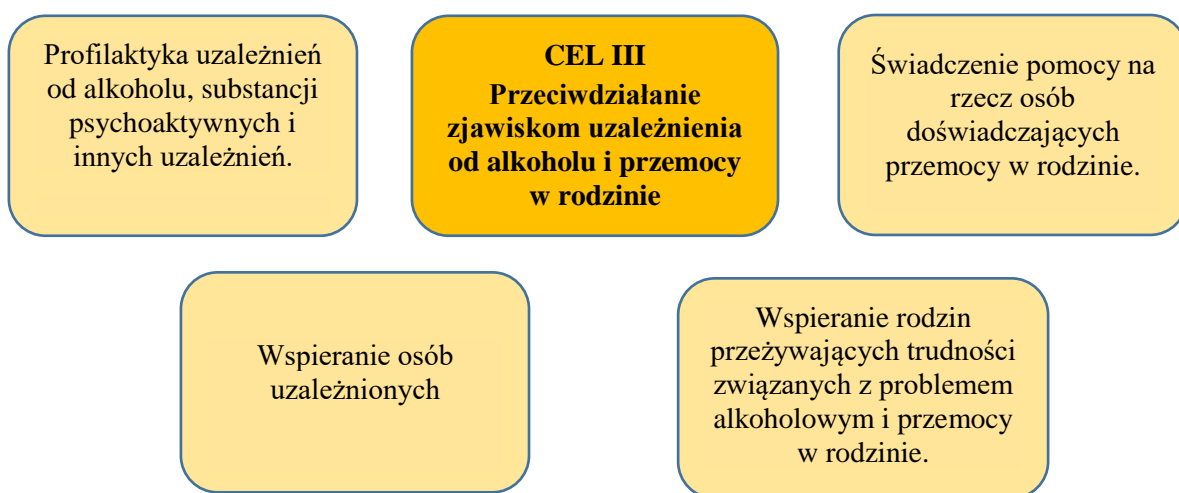 Profilaktyka uzależnień
od alkoholu, substancji
psychoaktywnych i
innych uzależnień.
CEL III
Przeciwdziałanie
zjawiskom uzależnienia
od alkoholu i przemocy
w rodzinie
Świadczenie pomocy na
rzecz osób
doświadczających
przemocy w rodzinie.
Wspieranie osób
uzależnionych
Wspieranie rodzin
przeżywających trudności
związanych z problemem
alkoholowym i przemocy
w rodzinie.